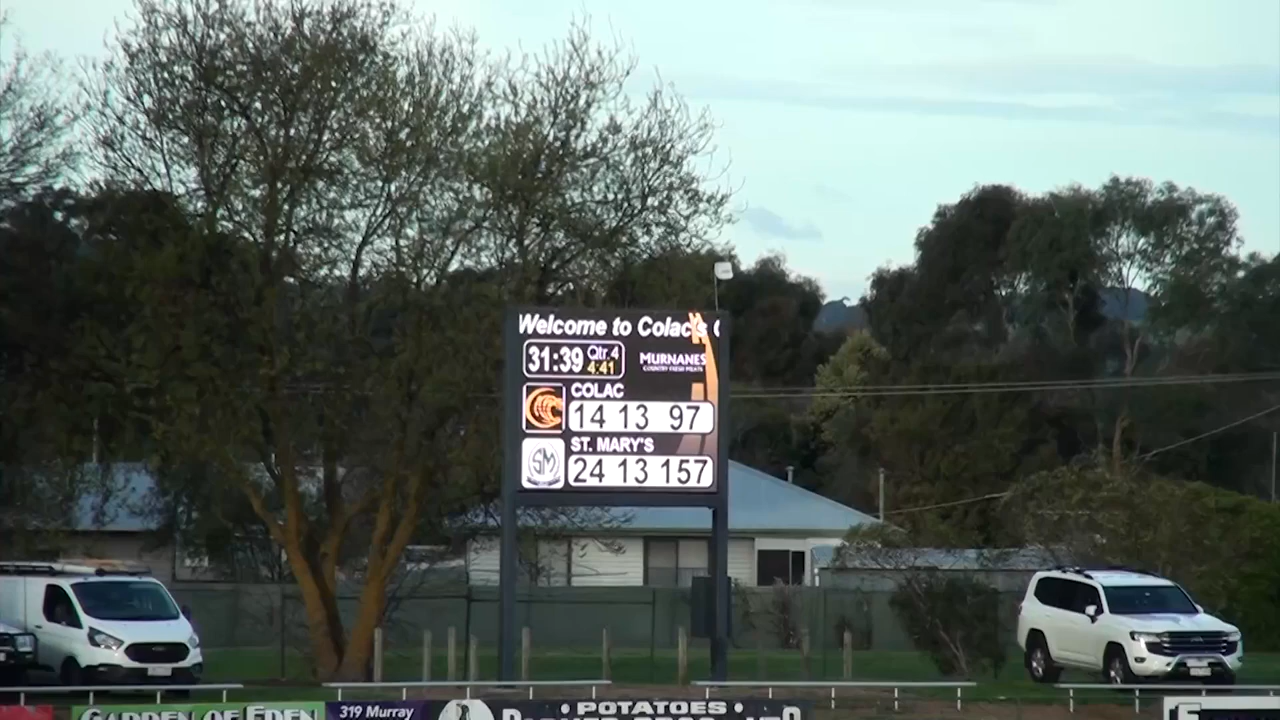 Welcome to Colac's
31:39 Qtr.4
4:41
MURNANES
COUNTRY FRESH MEATS
COLAC
14 13 97
ST. MARY'S
SM
24 13 157
GARDEN OF EDEN
319 Murray
• POTATOES •